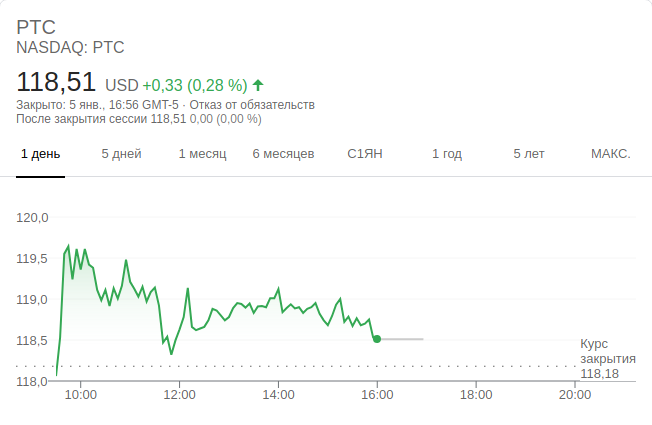 PTC
NASDAQ: PTC
118,51 USD +0,33 (0,28 %)
Закрыто: 5 янв., 16:56 GMT-5 · Отказ от обязательств
После закрытия сессии 118,51 0,00 (0,00 %)
1 день 5 дней 1 месяц 6 месяцев С1ЯН 1 год 5 лет МАКС.
120,0
119,5
119,0
118,5
118,0
Курс
закрытия
118,18
10:00 12:00 14:00 16:00 18:00 20:00